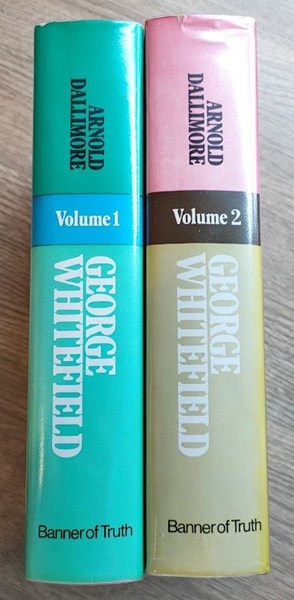 ARNOLD
DALLIMORE
Volume 1
GEORGE
WHITEFIELD
Banner of Truth
ARNOLD
DALLIMORE
Volume 2
GEORGE
WHITEFIELD
Banner of Truth